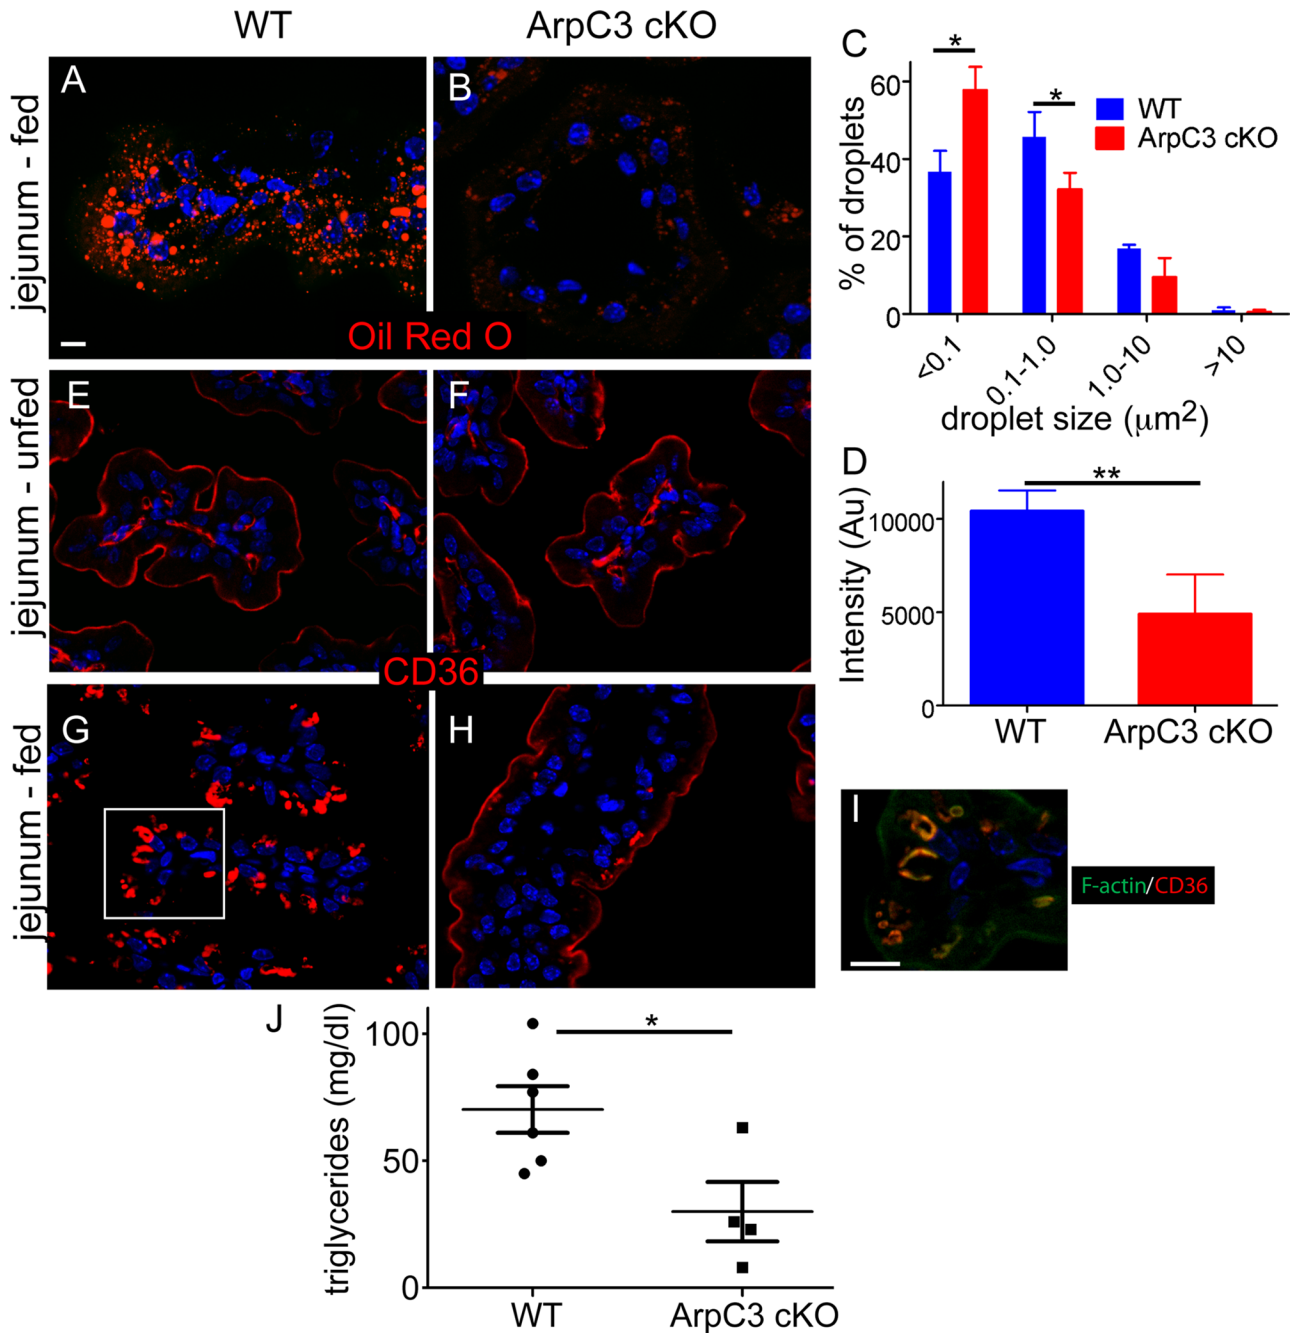 WT
ArpC3 cKO
jejunum - fed
A
B
Oil Red O
C
% of droplets
60
40
20
0
*
*
WT
ArpC3 cKO
<0.1
0.1-1.0
1.0-10
>10
droplet size (μm²)
jejunum - unfed
E
F
CD36
D
Intensity (Au)
10000
5000
0
**
WT
ArpC3 cKO
jejunum - fed
G
H
I
F-actin/CD36
J
triglycerides (mg/dl)
100
50
0
*
WT
ArpC3 cKO